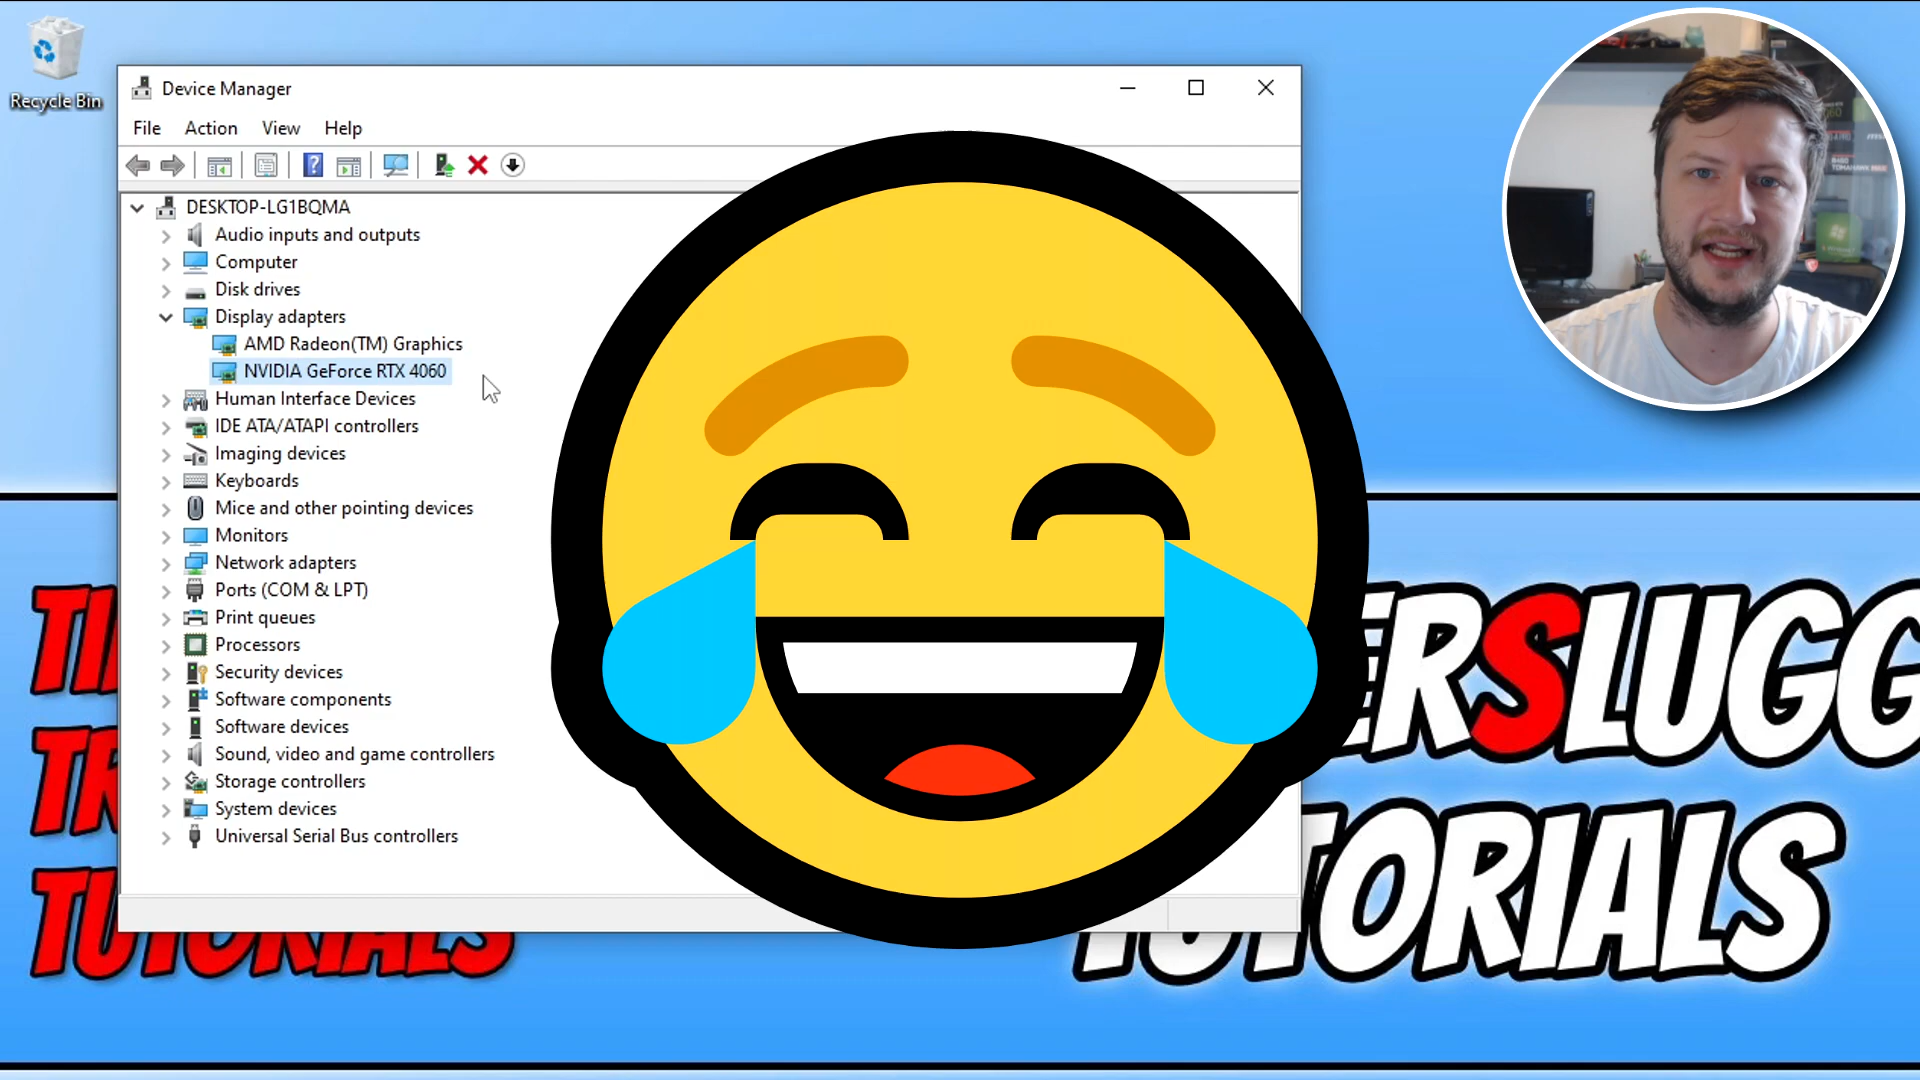 Recycle Bin
Device Manager
File Action View Help
DESKTOP-LG1BQMA
Audio inputs and outputs
Computer
Disk drives
Display adapters
AMD Radeon(TM) Graphics
NVIDIA GeForce RTX 4060
Human Interface Devices
IDE ATA/ATAPI controllers
Imaging devices
Keyboards
Mice and other pointing devices
Monitors
Network adapters
Ports (COM & LPT)
Print queues
Processors
Security devices
Software components
Software devices
Sound, video and game controllers
Storage controllers
System devices
Universal Serial Bus controllers
TUTORIALS
TUTORIALS